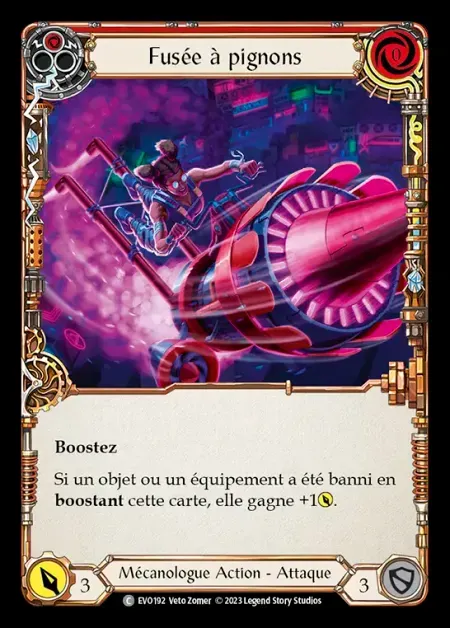 Fusée à pignons
0
Boostez
Si un objet ou un équipement a été banni en
boostant cette carte, elle gagne +1.
3
Mécanologue Action - Attaque
3
C EVO192 Veto Zomer © 2023 Legend Story Studios